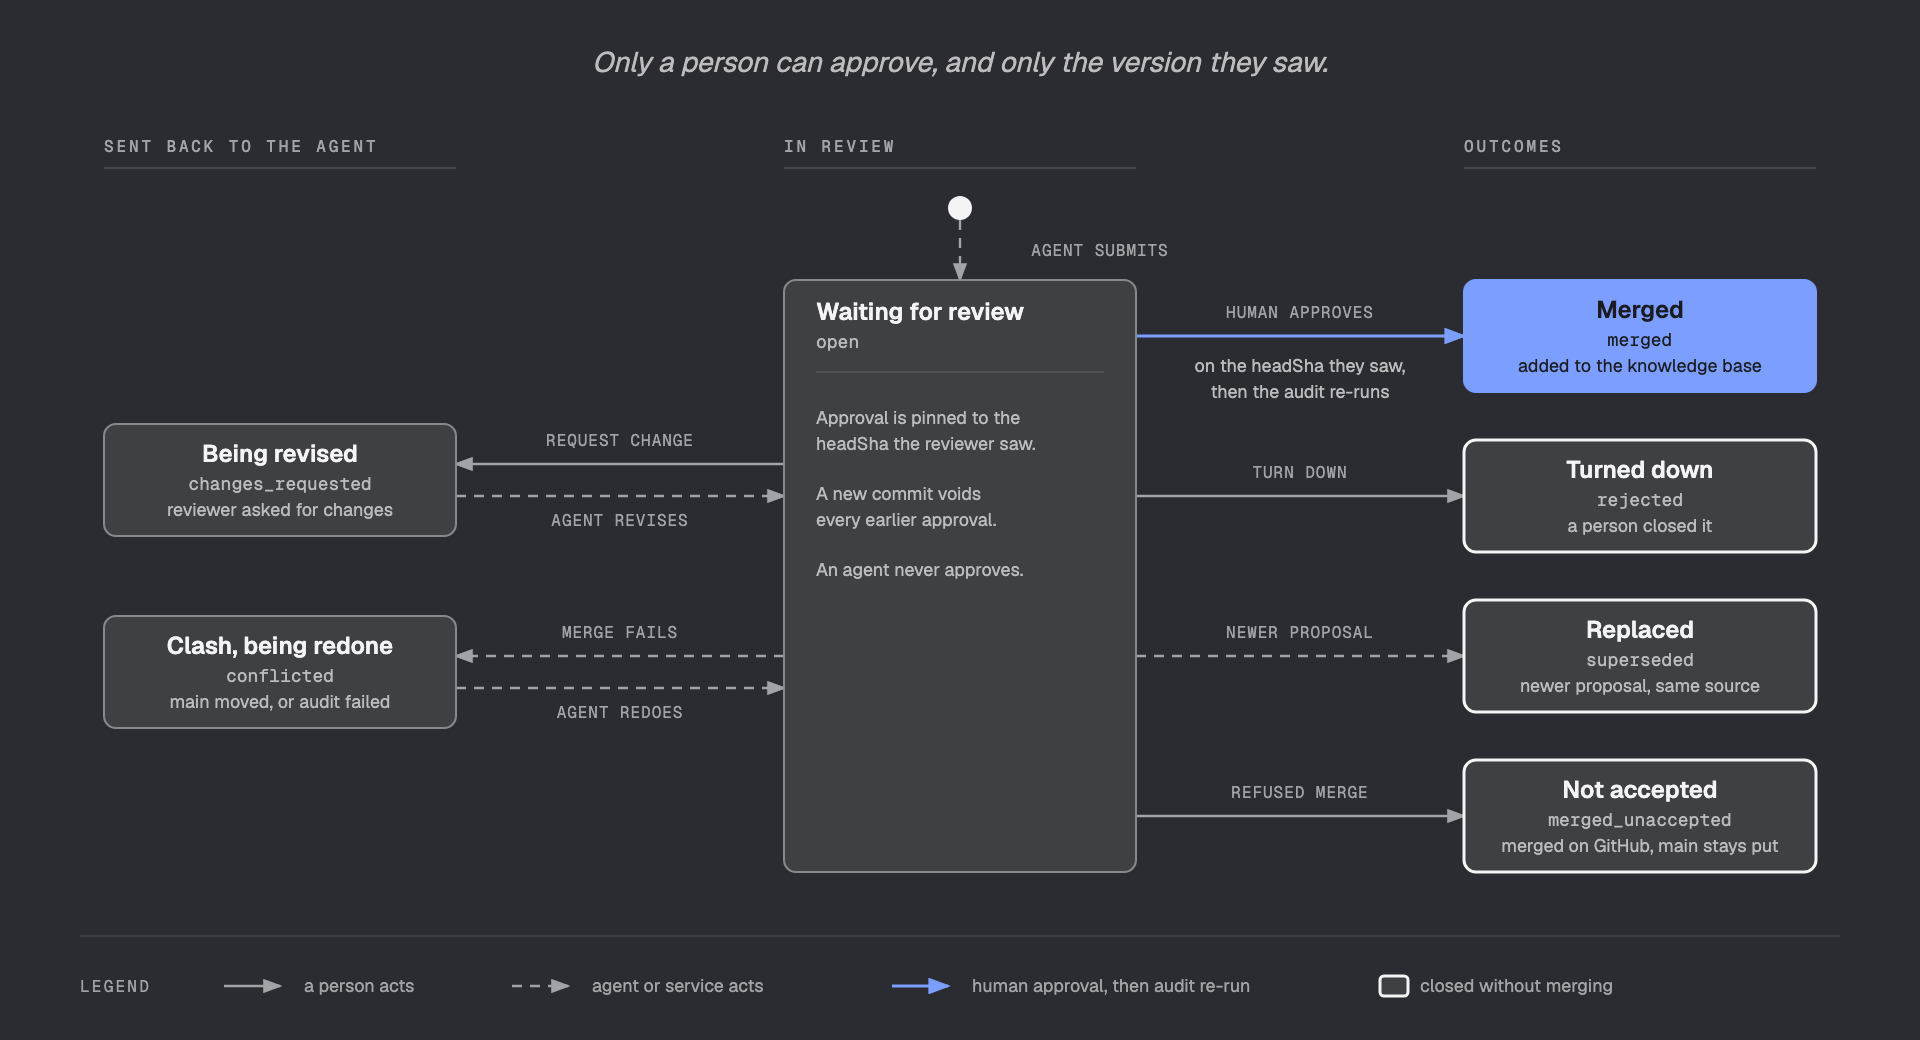 Only a person can approve, and only the version they saw.
SENT BACK TO THE AGENT
IN REVIEW
OUTCOMES
AGENT SUBMITS
Waiting for review
open
Approval is pinned to the
headSha the reviewer saw.
A new commit voids
every earlier approval.
An agent never approves.
HUMAN APPROVES
on the headSha they saw,
then the audit re-runs
Merged
merged
added to the knowledge base
Being revised
changes_requested
reviewer asked for changes
REQUEST CHANGE
AGENT REVISES
TURN DOWN
Turned down
rejected
a person closed it
Clash, being redone
conflicted
main moved, or audit failed
MERGE FAILS
AGENT REDOES
NEWER PROPOSAL
Replaced
superseded
newer proposal, same source
REFUSED MERGE
Not accepted
merged_unaccepted
merged on GitHub, main stays put
LEGEND
a person acts
agent or service acts
human approval, then audit re-run
closed without merging